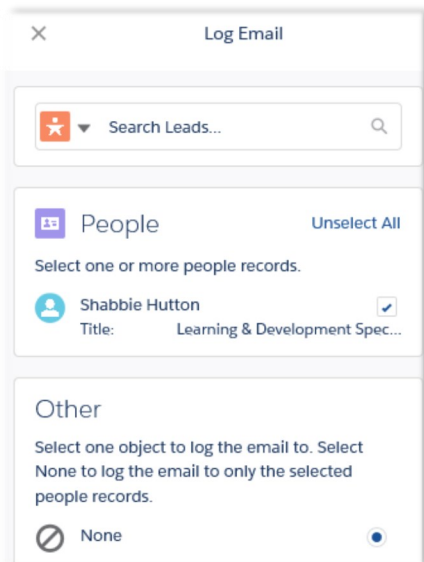 Log Email
Search Leads...
People
Unselect All
Select one or more people records.
Shabbie Hutton
Title: Learning & Development Spec...
Other
Select one object to log the email to. Select
None to log the email to only the selected
people records.
None